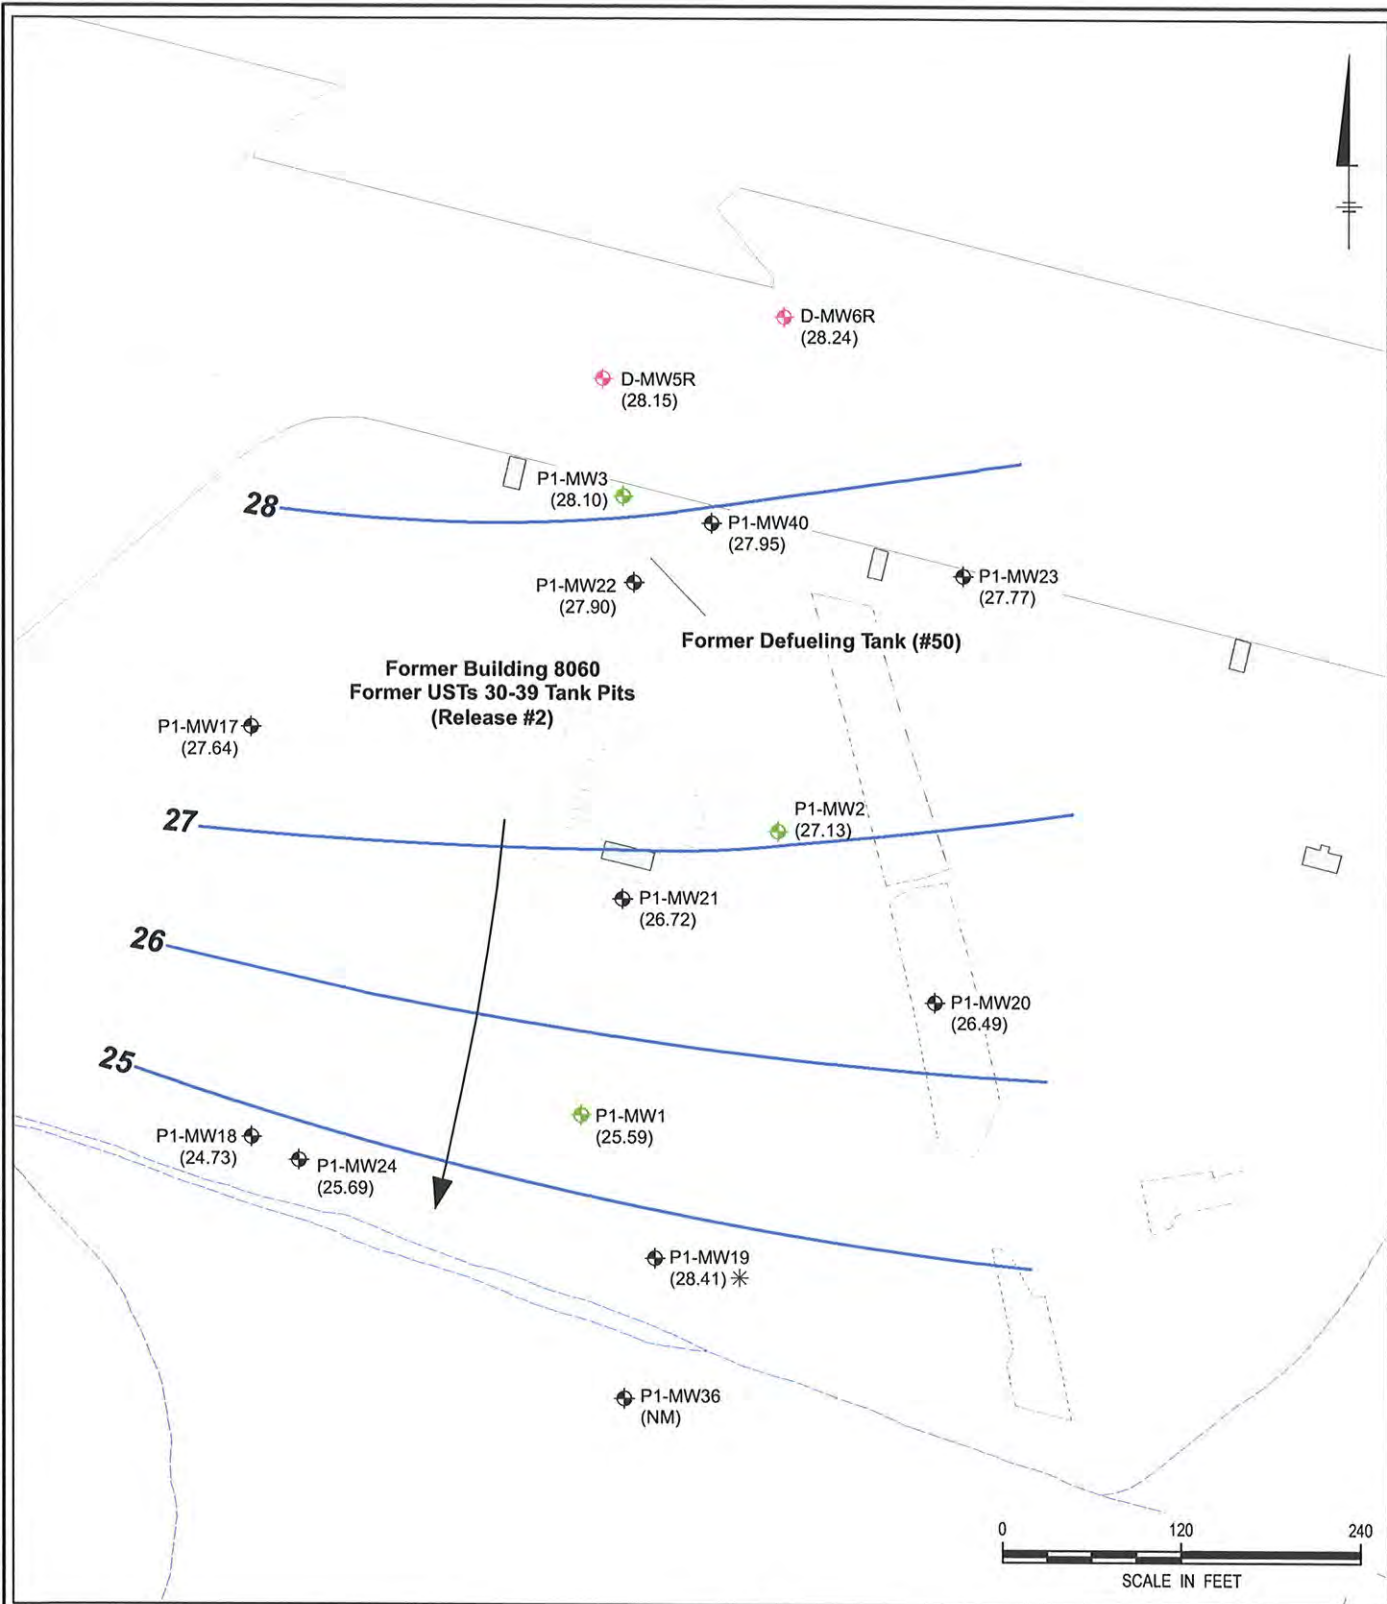 D-MW6R
(28.24)
D-MW5R
(28.15)
P1-MW3
(28.10)
28
P1-MW40
(27.95)
P1-MW22
(27.90)
P1-MW23
(27.77)
Former Defueling Tank (#50)
Former Building 8060
Former USTs 30-39 Tank Pits
(Release #2)
P1-MW17
(27.64)
27
P1-MW2
(27.13)
P1-MW21
(26.72)
26
P1-MW20
(26.49)
25
P1-MW1
(25.59)
P1-MW18
(24.73)
P1-MW24
(25.69)
P1-MW19
(28.41) *
P1-MW36
(NM)
0 120 240
SCALE IN FEET